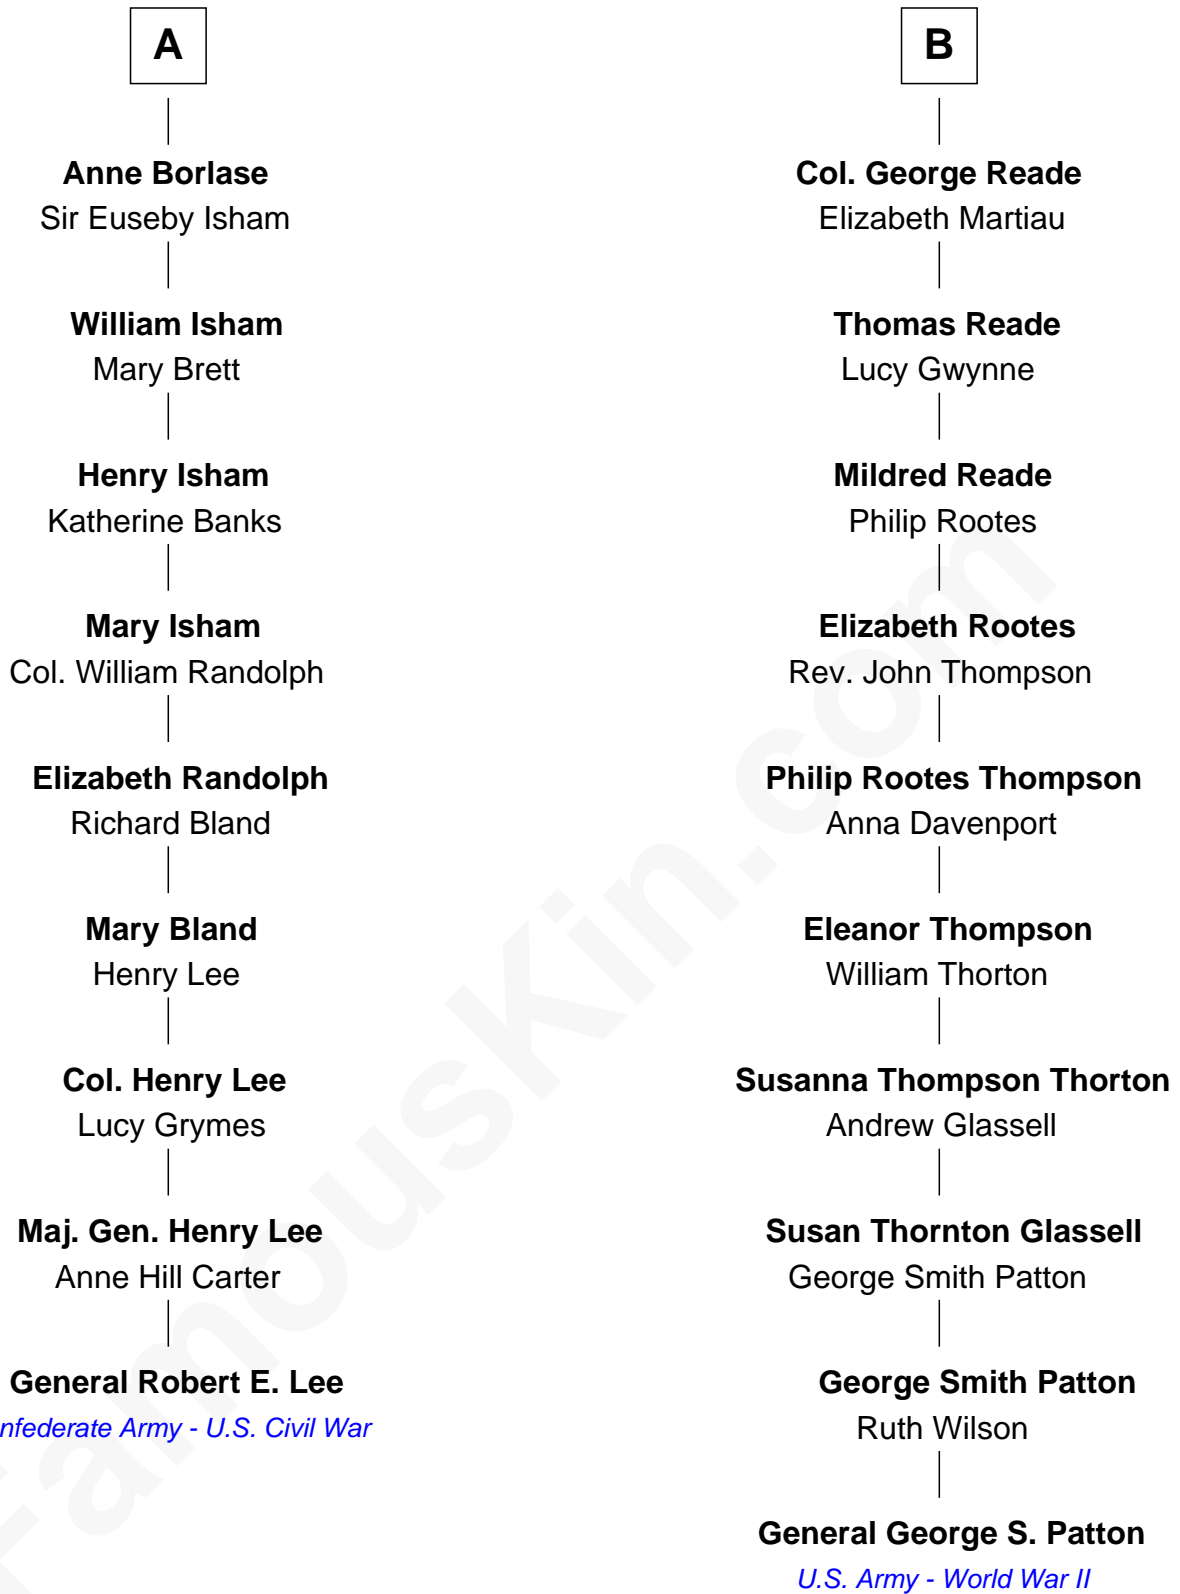 A
Anne Borlase
Sir Euseby Isham
William Isham
Mary Brett
Henry Isham
Katherine Banks
Mary Isham
Col. William Randolph
Elizabeth Randolph
Richard Bland
Mary Bland
Henry Lee
Col. Henry Lee
Lucy Grymes
Maj. Gen. Henry Lee
Anne Hill Carter
General Robert E. Lee
nfederate Army - U.S. Civil War
B
Col. George Reade
Elizabeth Martiau
Thomas Reade
Lucy Gwynne
Mildred Reade
Philip Rootes
Elizabeth Rootes
Rev. John Thompson
Philip Rootes Thompson
Anna Davenport
Eleanor Thompson
William Thorton
Susanna Thompson Thorton
Andrew Glassell
Susan Thornton Glassell
George Smith Patton
George Smith Patton
Ruth Wilson
General George S. Patton
U.S. Army - World War II
FamousKin.com